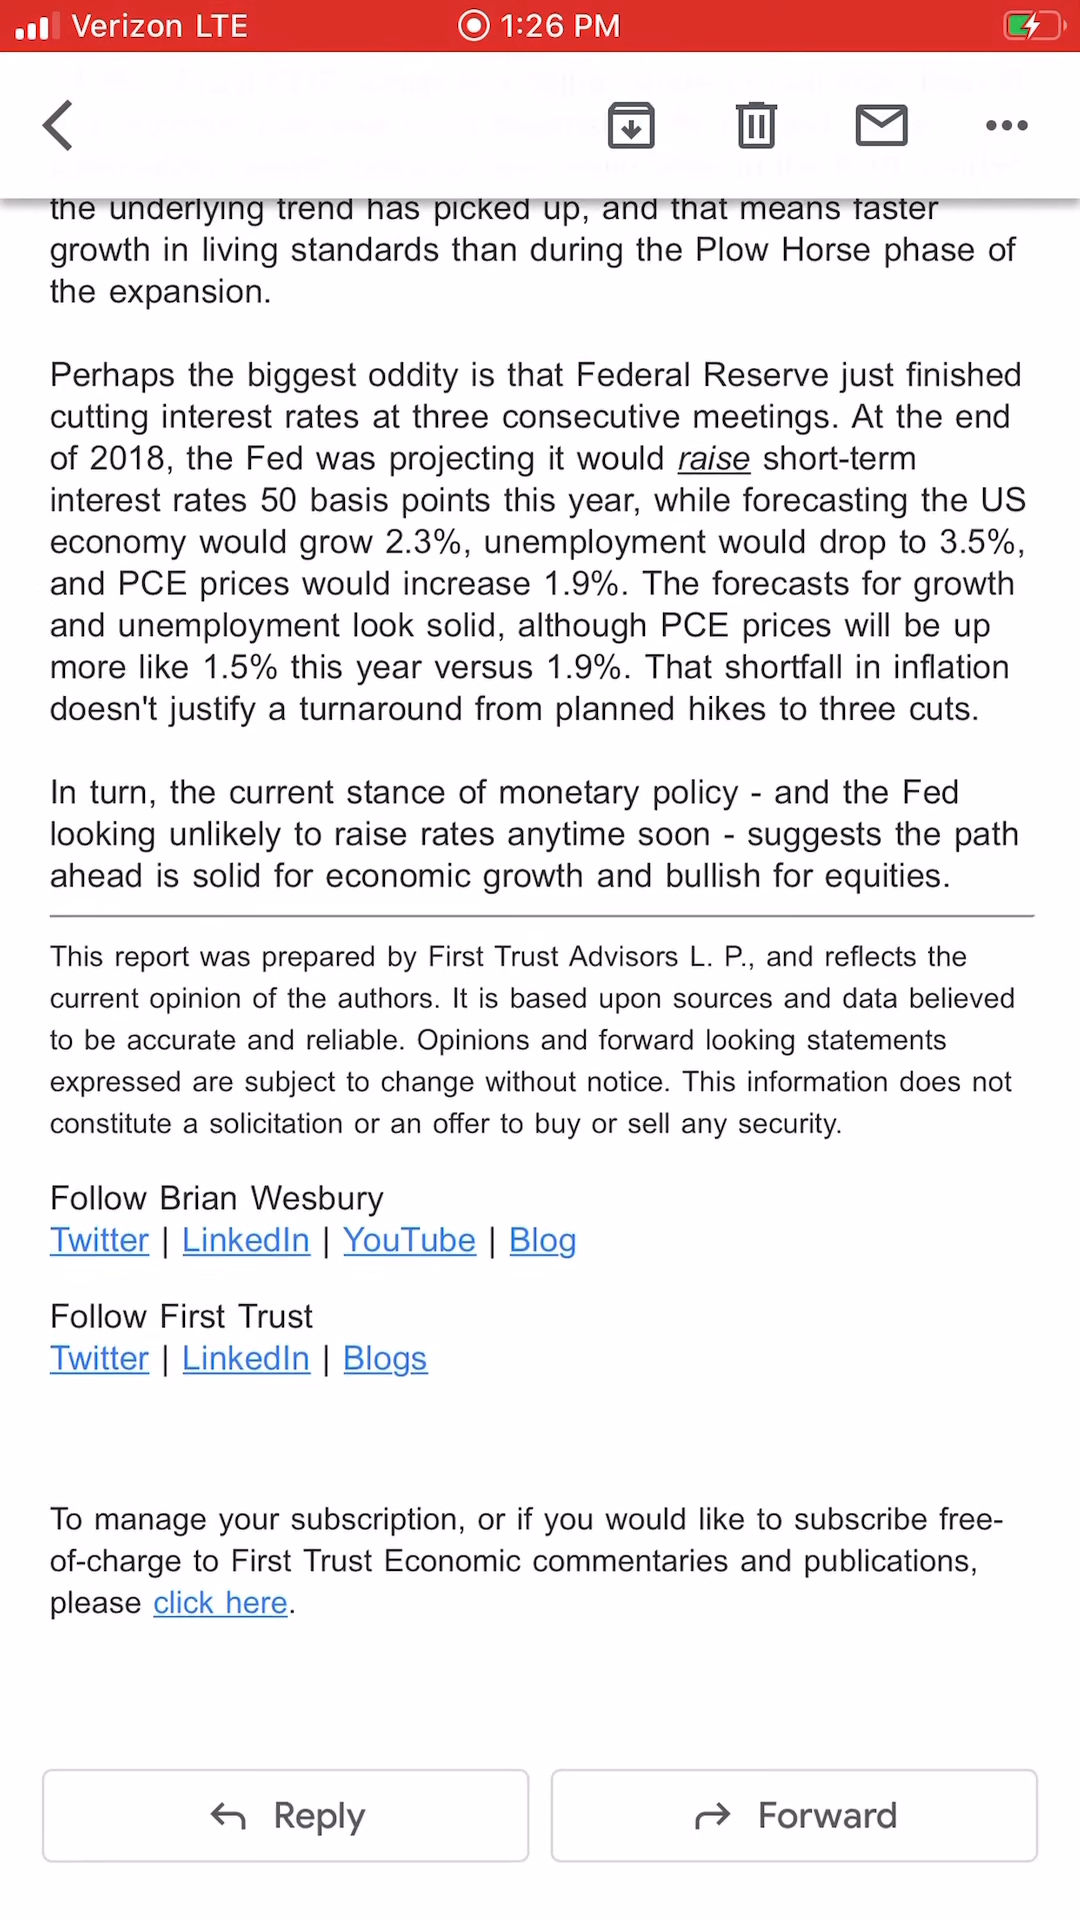 Verizon LTE 1:26 PM
the underlying trend has picked up, and that means faster
growth in living standards than during the Plow Horse phase of
the expansion.
Perhaps the biggest oddity is that Federal Reserve just finished
cutting interest rates at three consecutive meetings. At the end
of 2018, the Fed was projecting it would raise short-term
interest rates 50 basis points this year, while forecasting the US
economy would grow 2.3%, unemployment would drop to 3.5%,
and PCE prices would increase 1.9%. The forecasts for growth
and unemployment look solid, although PCE prices will be up
more like 1.5% this year versus 1.9%. That shortfall in inflation
doesn't justify a turnaround from planned hikes to three cuts.
In turn, the current stance of monetary policy - and the Fed
looking unlikely to raise rates anytime soon - suggests the path
ahead is solid for economic growth and bullish for equities.
This report was prepared by First Trust Advisors L. P., and reflects the
current opinion of the authors. It is based upon sources and data believed
to be accurate and reliable. Opinions and forward looking statements
expressed are subject to change without notice. This information does not
constitute a solicitation or an offer to buy or sell any security.
Follow Brian Wesbury
Twitter | LinkedIn | YouTube | Blog
Follow First Trust
Twitter | LinkedIn | Blogs
To manage your subscription, or if you would like to subscribe free-
of-charge to First Trust Economic commentaries and publications,
please click here.
Reply Forward